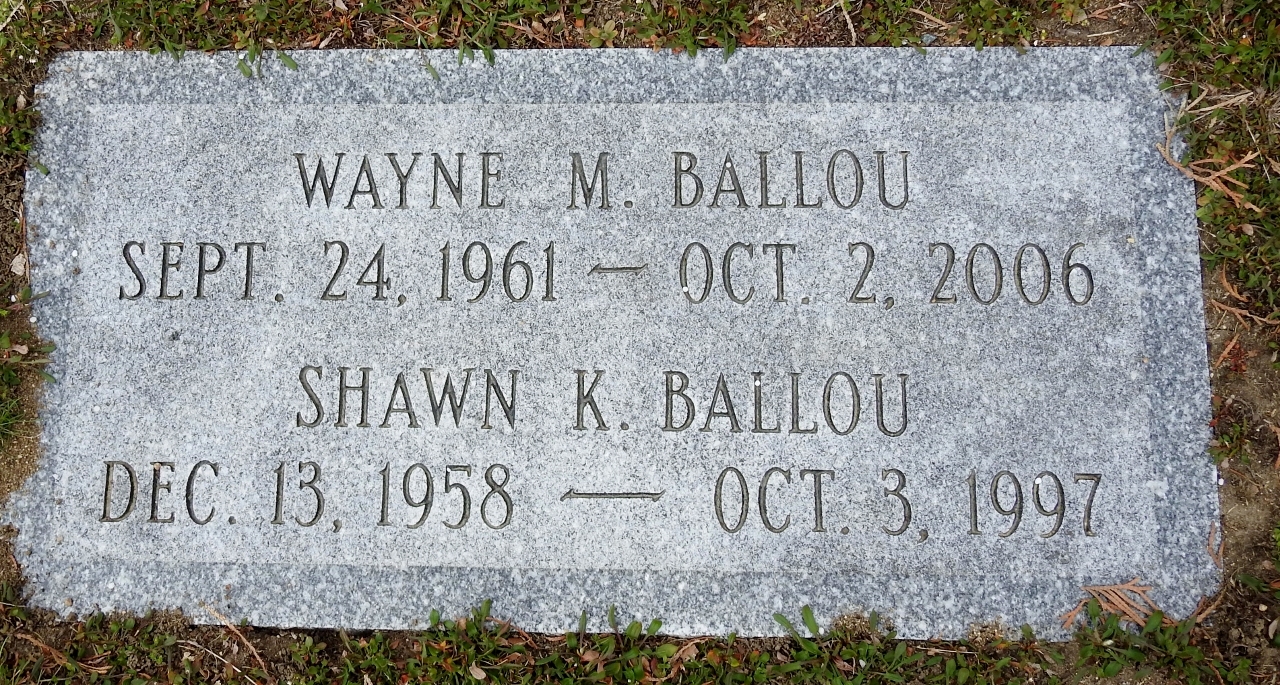 WAYNE M. BALLOU
SEPT. 24, 1961 — OCT. 2, 2006
SHAWN K. BALLOU
DEC. 13, 1958 — OCT. 3, 1997